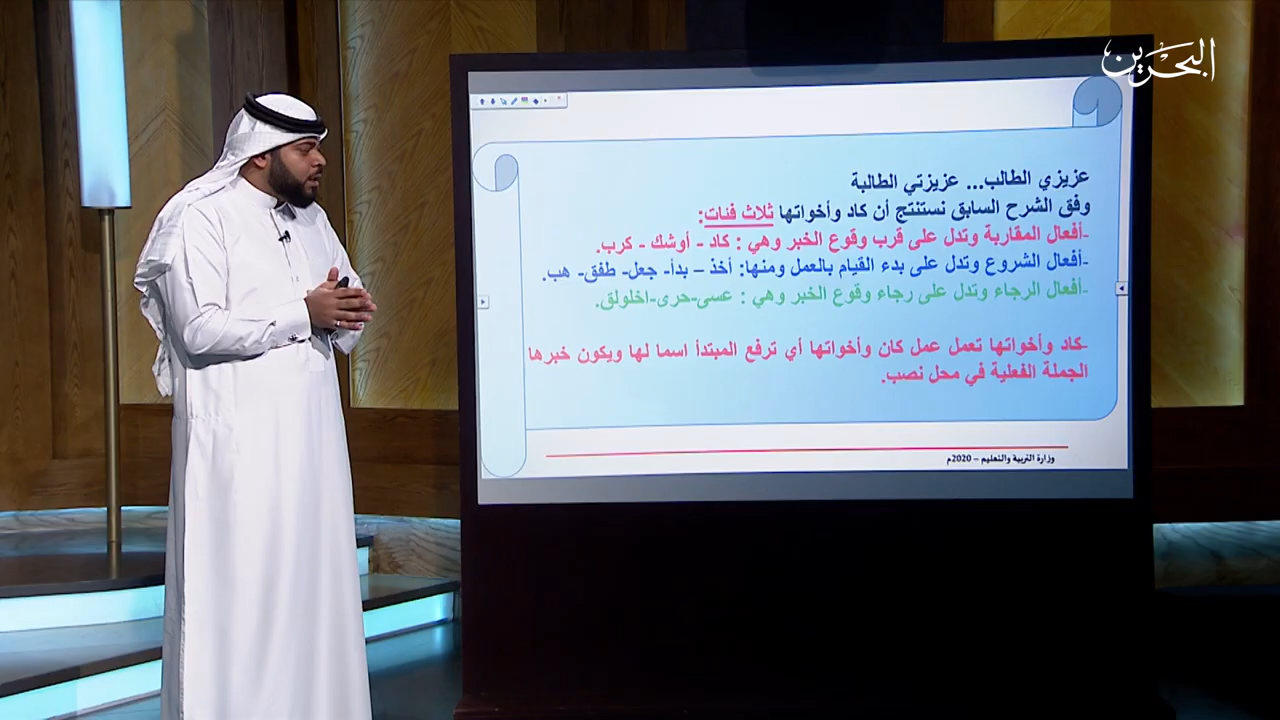 البحرين
عزيزي الطالب... عزيزتي الطالبة
وفق الشرح السابق نستنتج أن كاد وأخواتها ثلاث فئات:
-أفعال المقاربة وتدل على قرب وقوع الخبر وهي : كاد - أوشك - كرب.
-أفعال الشروع وتدل على بدء القيام بالعمل ومنها: أخذ – بدأ- جعل- طفق- هب.
-أفعال الرجاء وتدل على رجاء وقوع الخبر وهي : عسى-حرى-اخلولق.
-كاد وأخواتها تعمل عمل كان وأخواتها أي ترفع المبتدأ اسما لها ويكون خبرها
الجملة الفعلية في محل نصب.
وزارة التربية والتعليم – 2020م